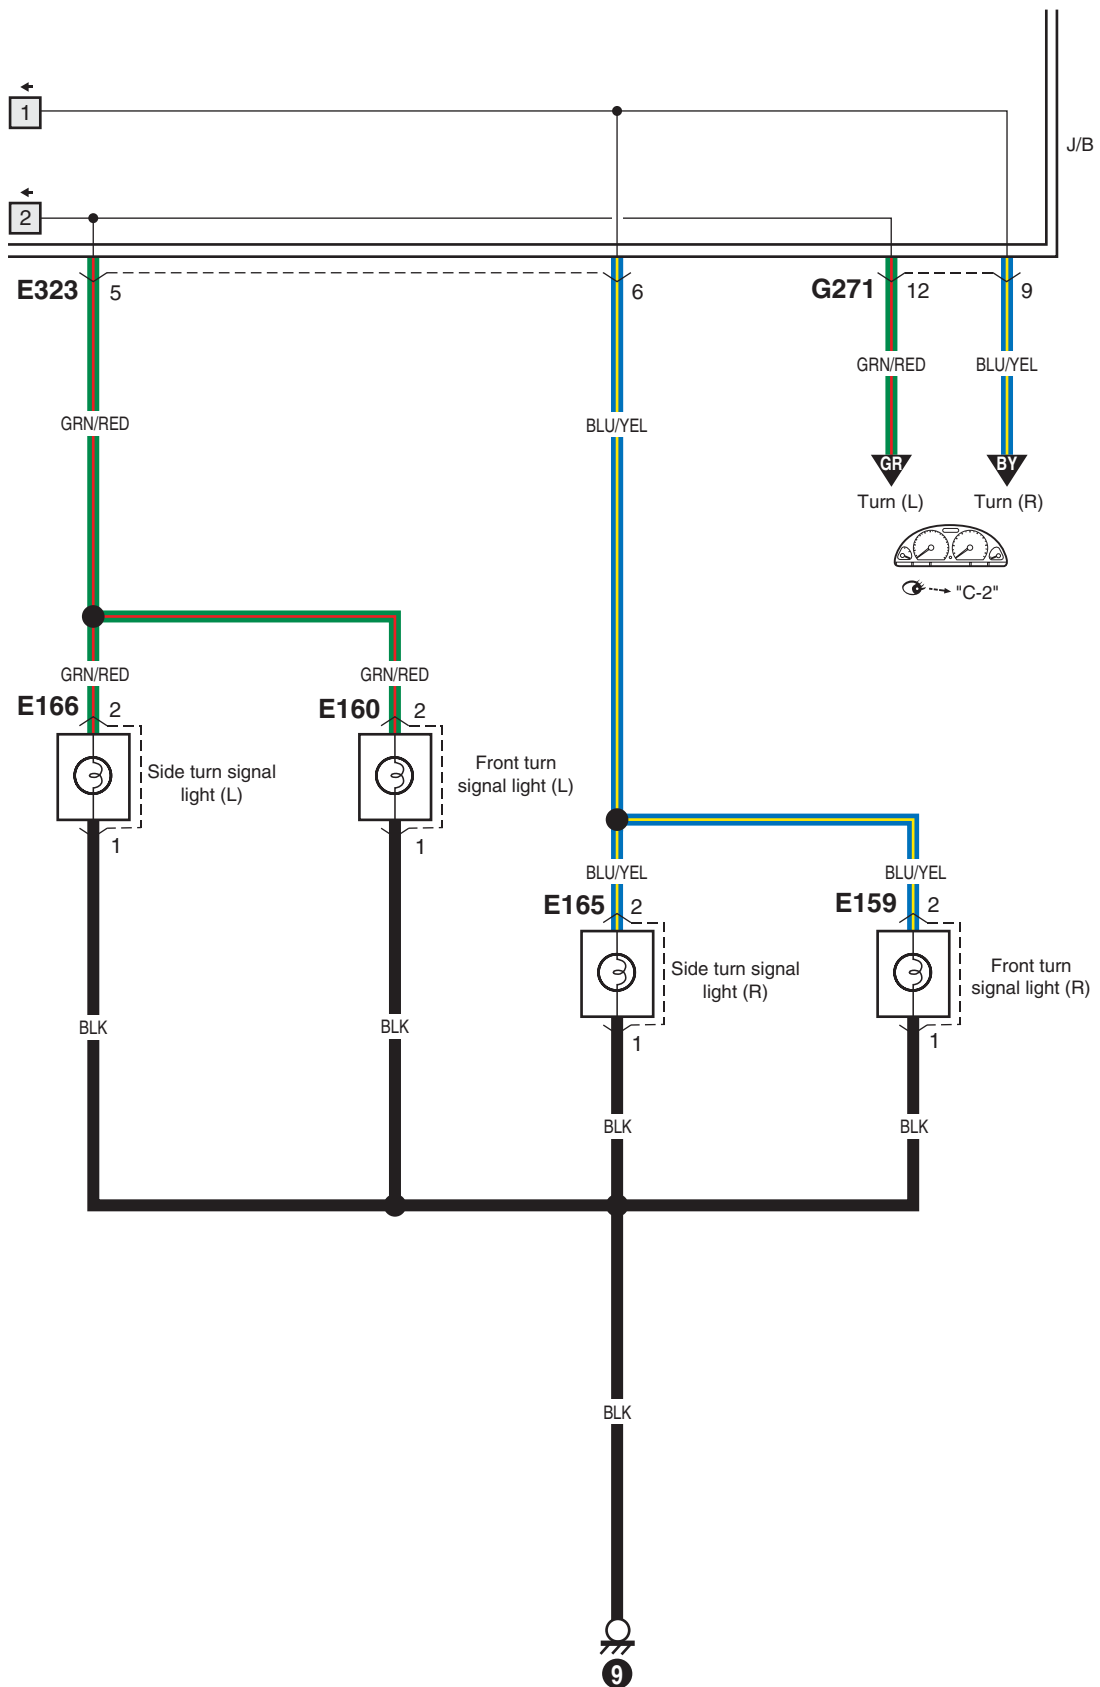 1
J/B
2
E323 5
6
G271 12
9
GRN/RED
BLU/YEL
GRN/RED
BLU/YEL
GR
BY
Turn (L)
Turn (R)
"C-2"
GRN/RED
GRN/RED
E166 2
E160 2
Side turn signal
light (L)
Front turn
signal light (L)
1
1
BLU/YEL
BLU/YEL
E165 2
E159 2
Side turn signal
light (R)
Front turn
signal light (R)
BLK
BLK
1
1
BLK
BLK
BLK
9